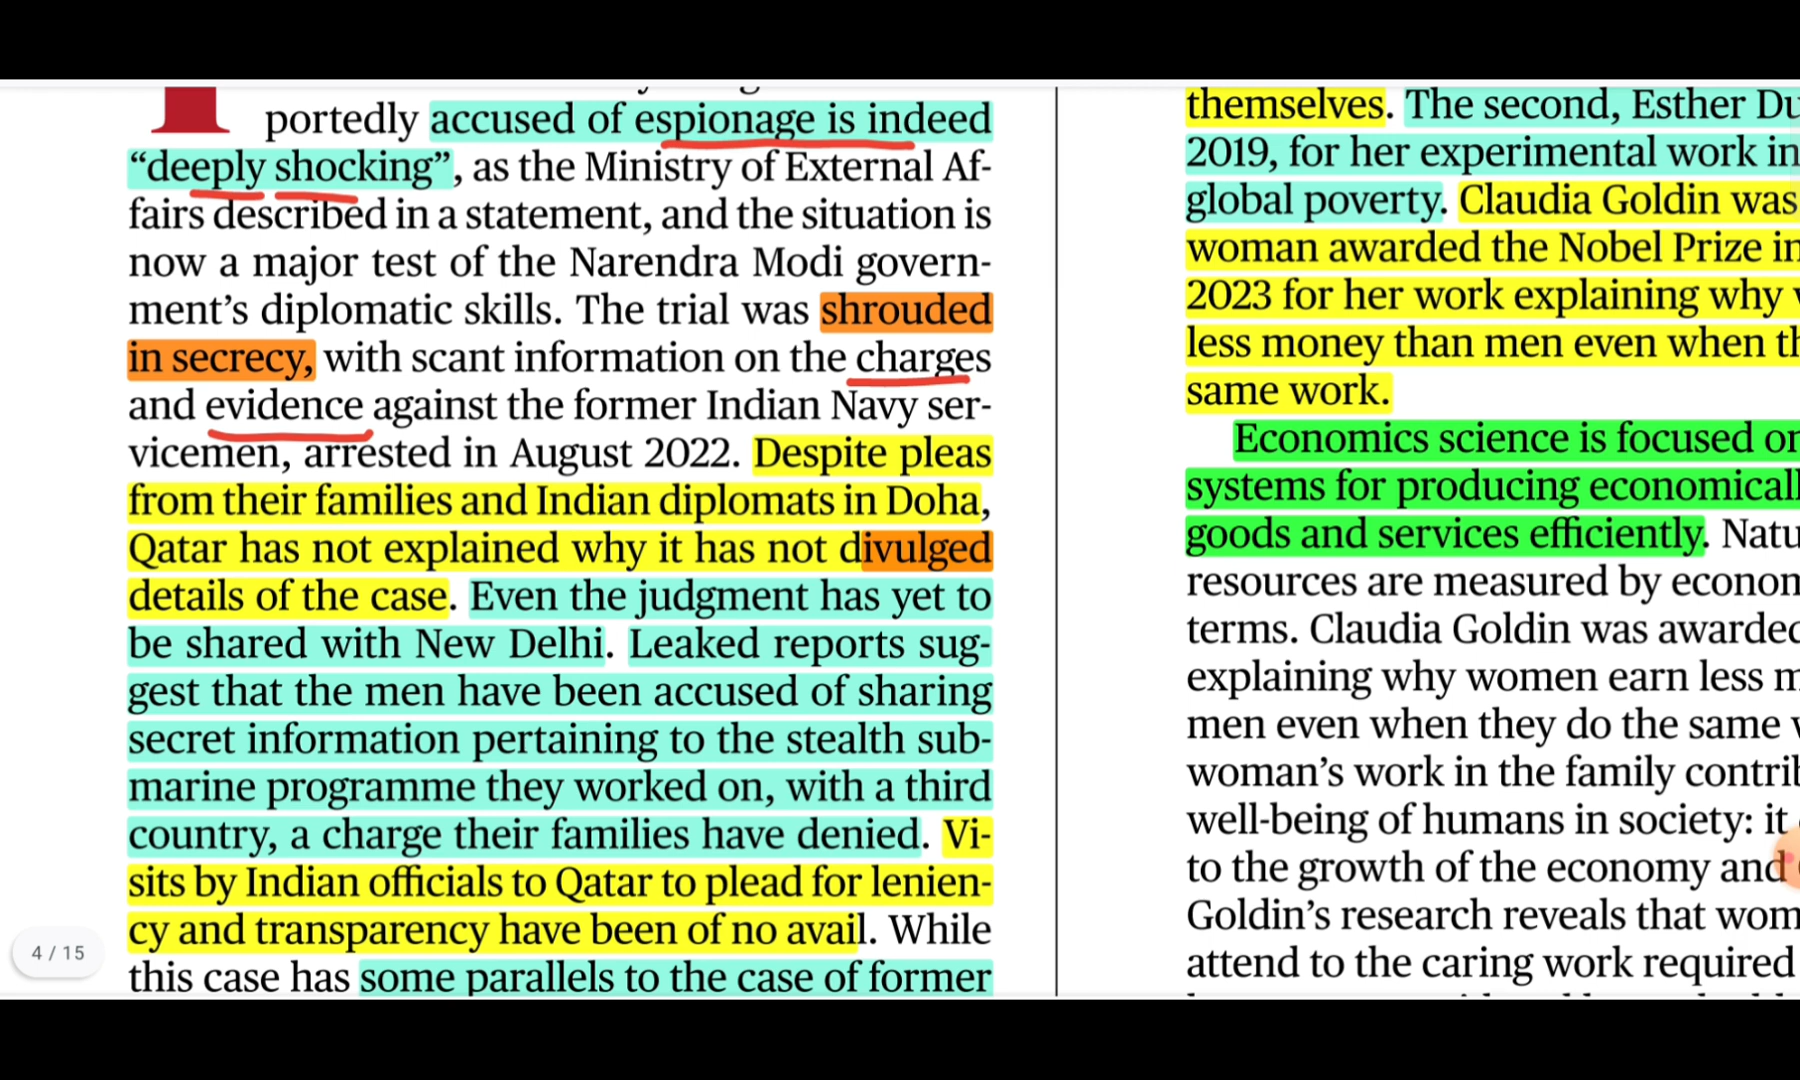 portedly accused of espionage is indeed
“deeply shocking”, as the Ministry of External Af-
fairs described in a statement, and the situation is
now a major test of the Narendra Modi govern-
ment’s diplomatic skills. The trial was shrouded
in secrecy, with scant information on the charges
and evidence against the former Indian Navy ser-
vicemen, arrested in August 2022. Despite pleas
from their families and Indian diplomats in Doha,
Qatar has not explained why it has not divulged
details of the case. Even the judgment has yet to
be shared with New Delhi. Leaked reports sug-
gest that the men have been accused of sharing
secret information pertaining to the stealth sub-
marine programme they worked on, with a third
country, a charge their families have denied. Vi-
sits by Indian officials to Qatar to plead for lenien-
cy and transparency have been of no avail. While
this case has some parallels to the case of former
4 / 15
themselves. The second, Esther Du
2019, for her experimental work in
global poverty. Claudia Goldin was
woman awarded the Nobel Prize in
2023 for her work explaining why
less money than men even when th
same work.
Economics science is focused on
systems for producing economicall
goods and services efficiently. Natu
resources are measured by econom
terms. Claudia Goldin was awarded
explaining why women earn less m
men even when they do the same
woman’s work in the family contrib
well-being of humans in society: it
to the growth of the economy and
Goldin’s research reveals that wom
attend to the caring work required